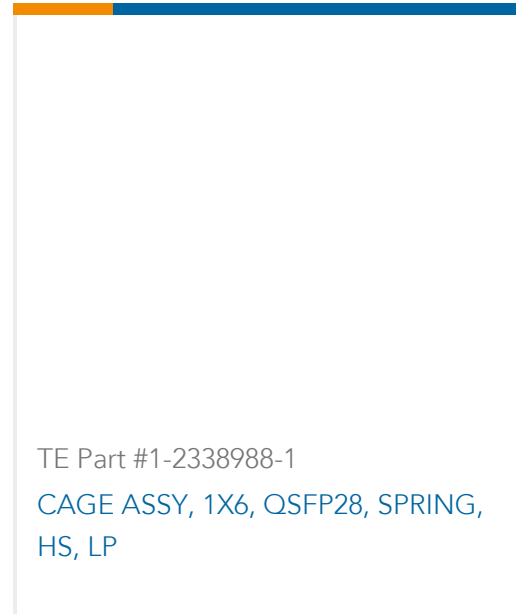 TE Part #1-2338988-1
CAGE ASSY, 1X6, QSFP28, SPRING,
HS, LP